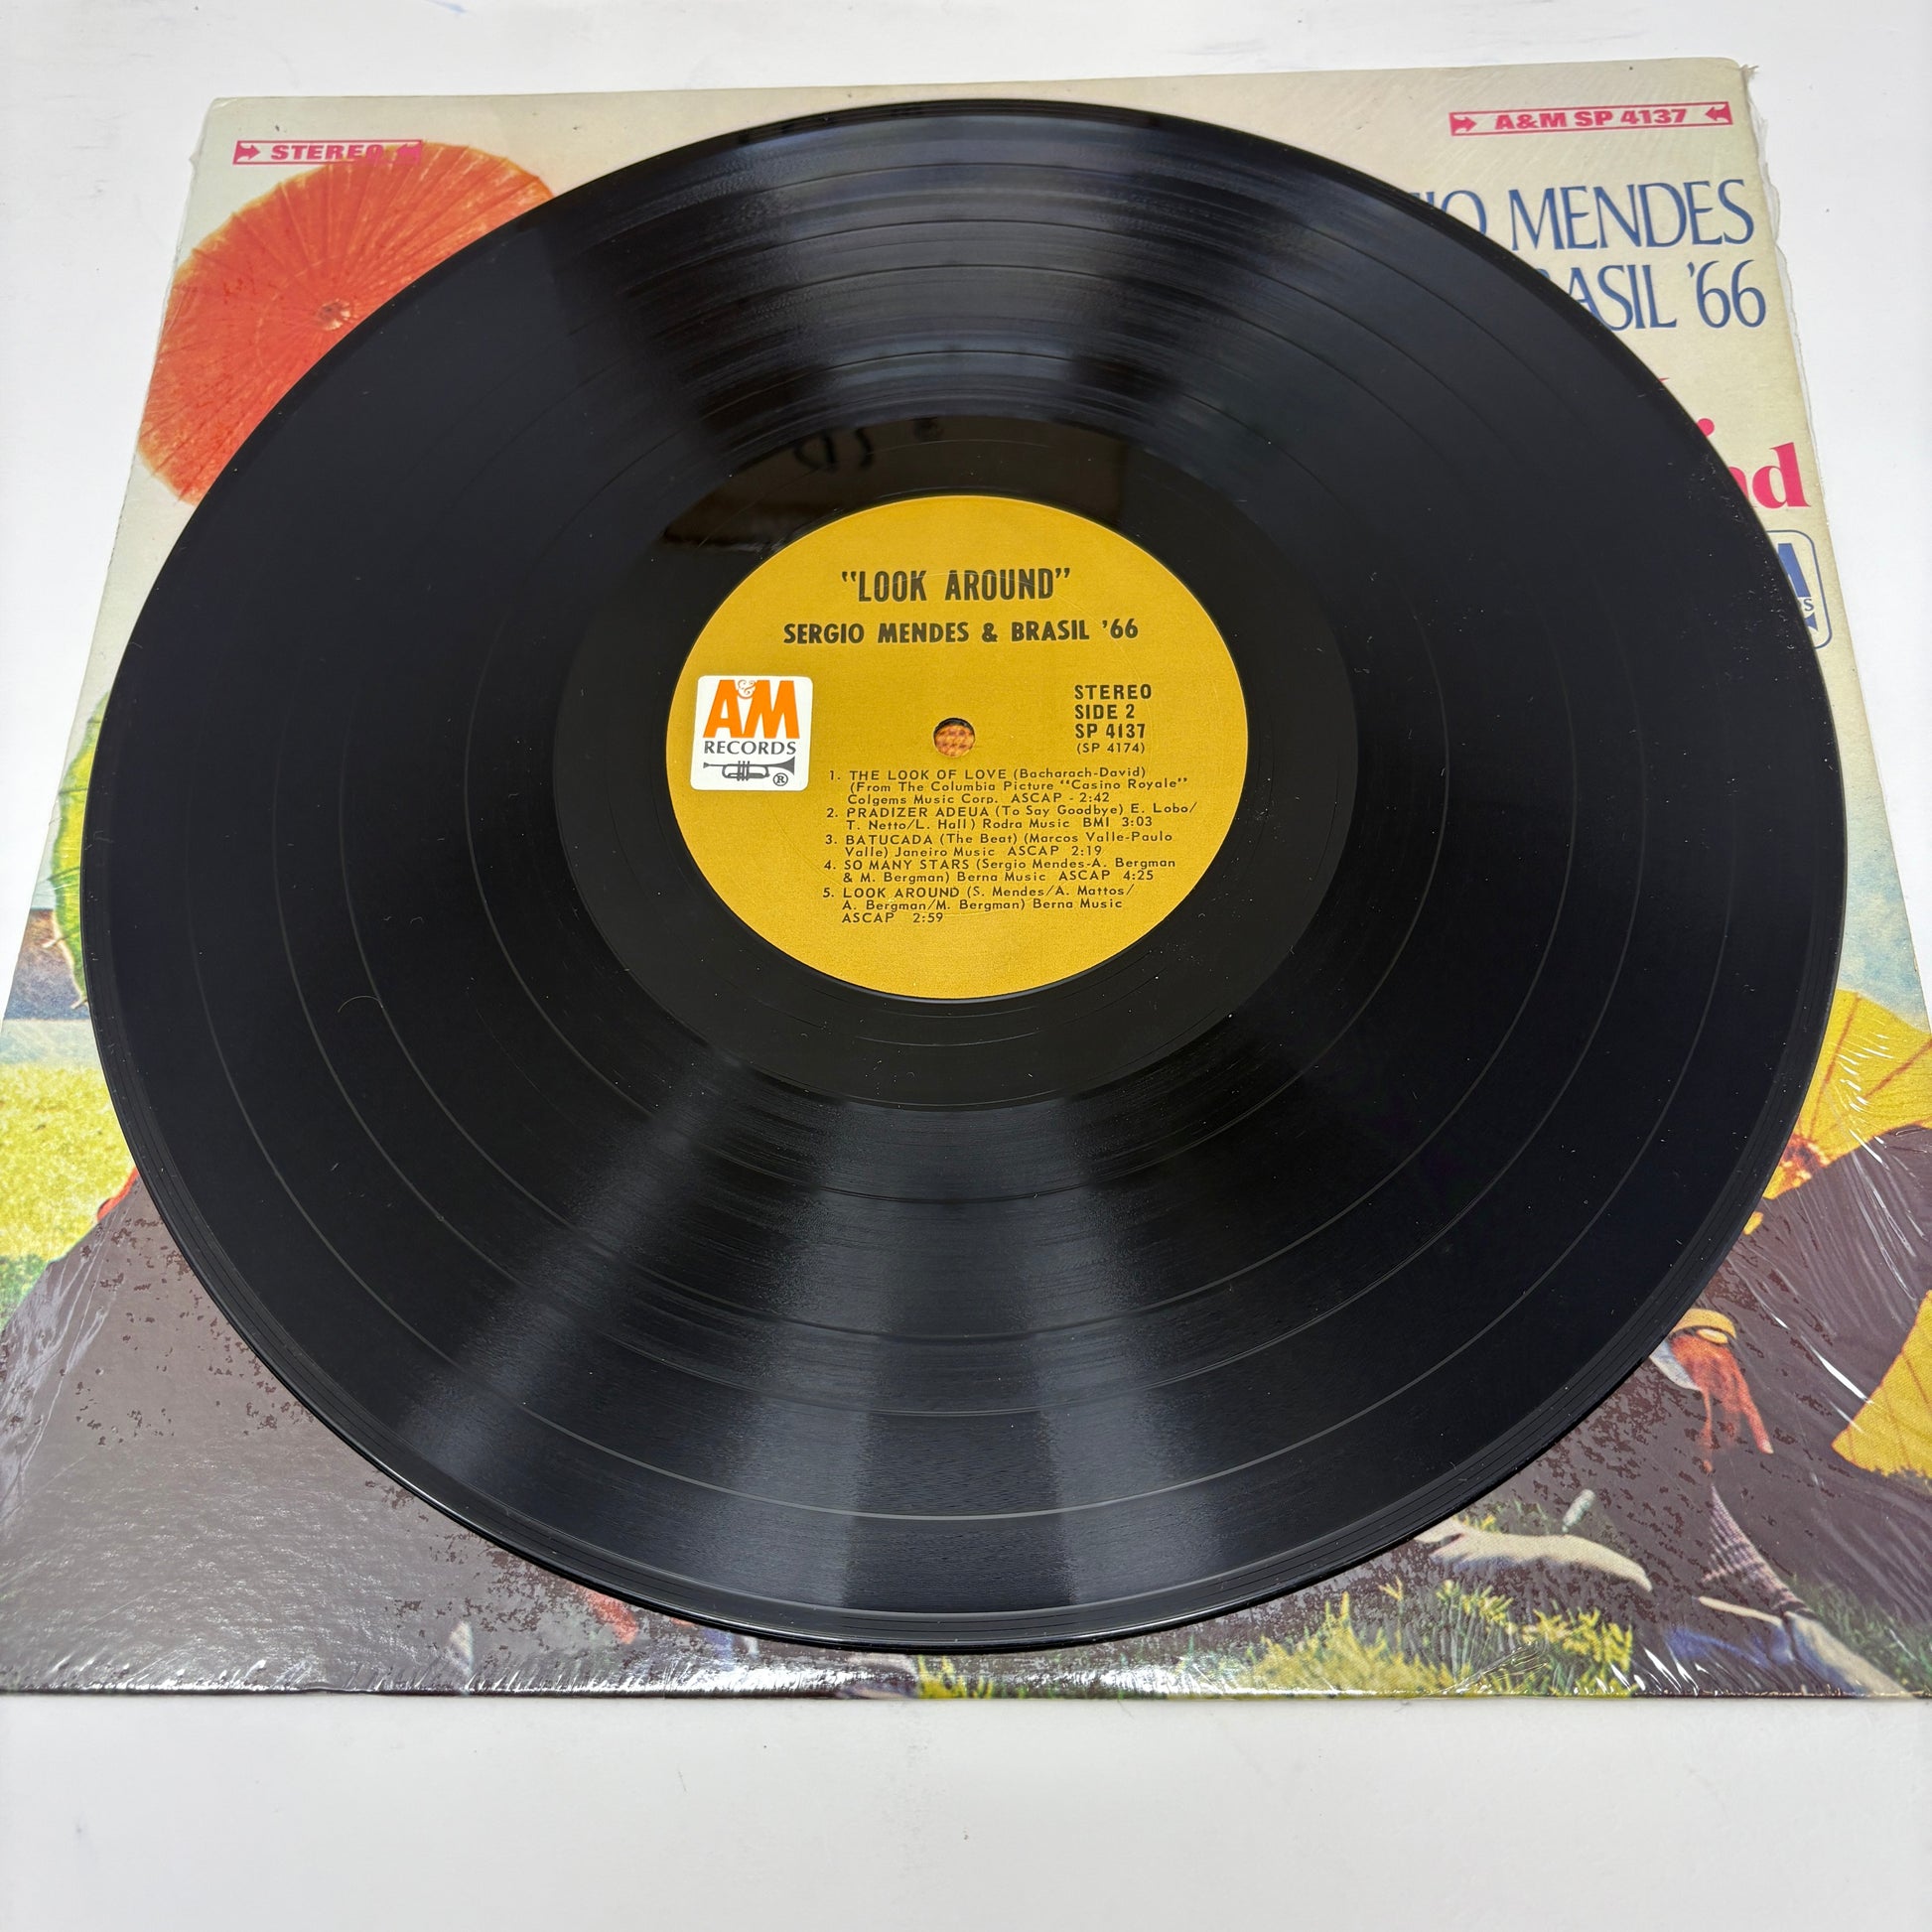 STEREO
A&M SP 4137
MENDES
'66
"LOOK AROUND"
SERGIO MENDES & BRASIL '66
A&M
RECORDS
®
STEREO
SIDE 2
SP 4137
(SP 4174)
1. THE LOOK OF LOVE (Bacharach-David)
(From The Columbia Picture "Casino Royale"
Colgems Music Corp. ASCAP - 2:42
2. PRADIZER ADEUA (To Say Goodbye) E. Lobo/
T. Netto/L. Hall) Rodra Music BMI 3:03
3. BATUCADA (The Beat) (Marcos Valle-Paulo
Valle) Janeiro Music ASCAP 2:19
4. SO MANY STARS (Sergio Mendes-A. Bergman
& M. Bergman) Berna Music ASCAP 4:25
5. LOOK AROUND (S. Mendes/A. Mattos/
A. Bergman/M. Bergman) Berna Music
ASCAP 2:59